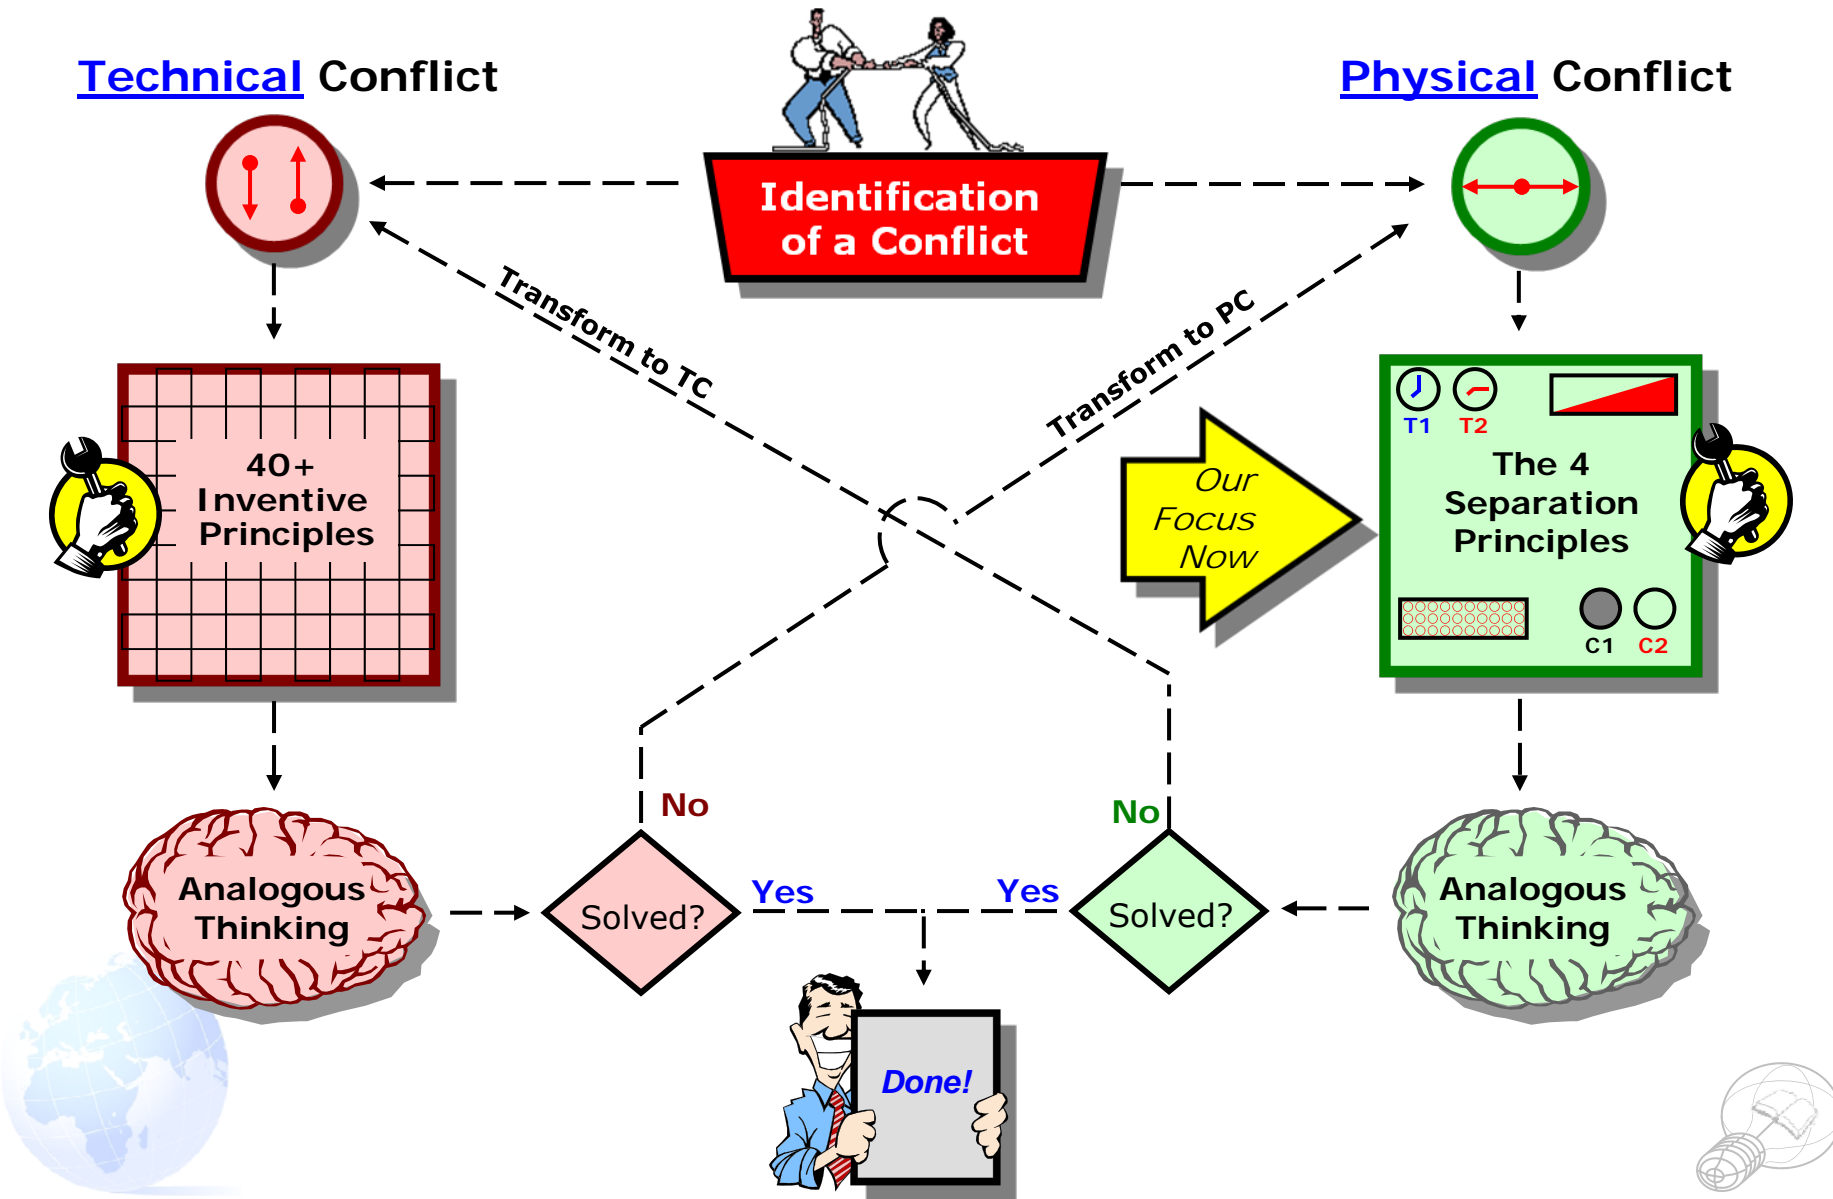 Technical Conflict
Physical Conflict
Identification
of a Conflict
Transform to TC
Transform to PC
40+
Inventive
Principles
Our
Focus
Now
T1 T2
The 4
Separation
Principles
C1 C2
No
No
Analogous
Thinking
Solved?
Yes
Yes
Solved?
Analogous
Thinking
Done!